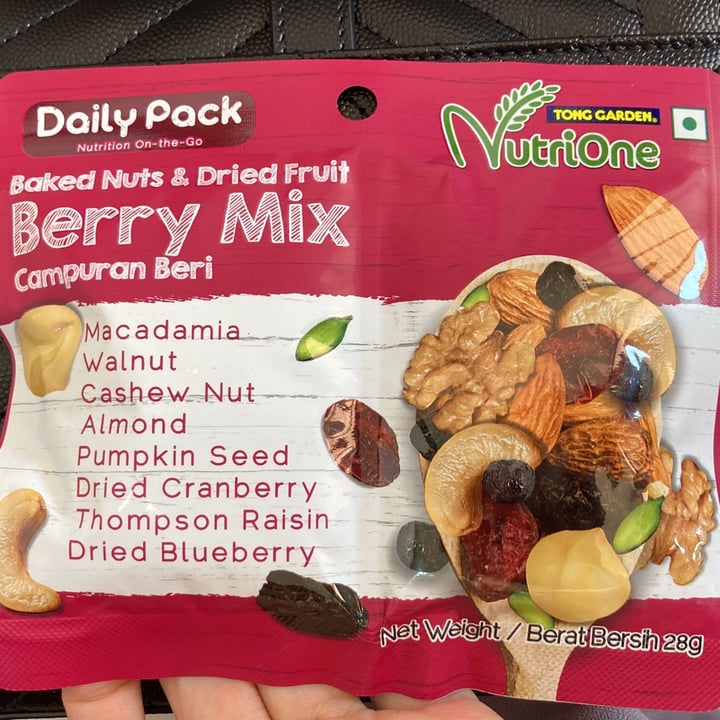 Daily Pack
Nutrition On-the-Go
TONG GARDEN®
NutriOne
Baked Nuts & Dried Fruit
Berry Mix
Campuran Beri
Macadamia
Walnut
Cashew Nut
Almond
Pumpkin Seed
Dried Cranberry
Thompson Raisin
Dried Blueberry
Net Weight / Berat Bersih 28g